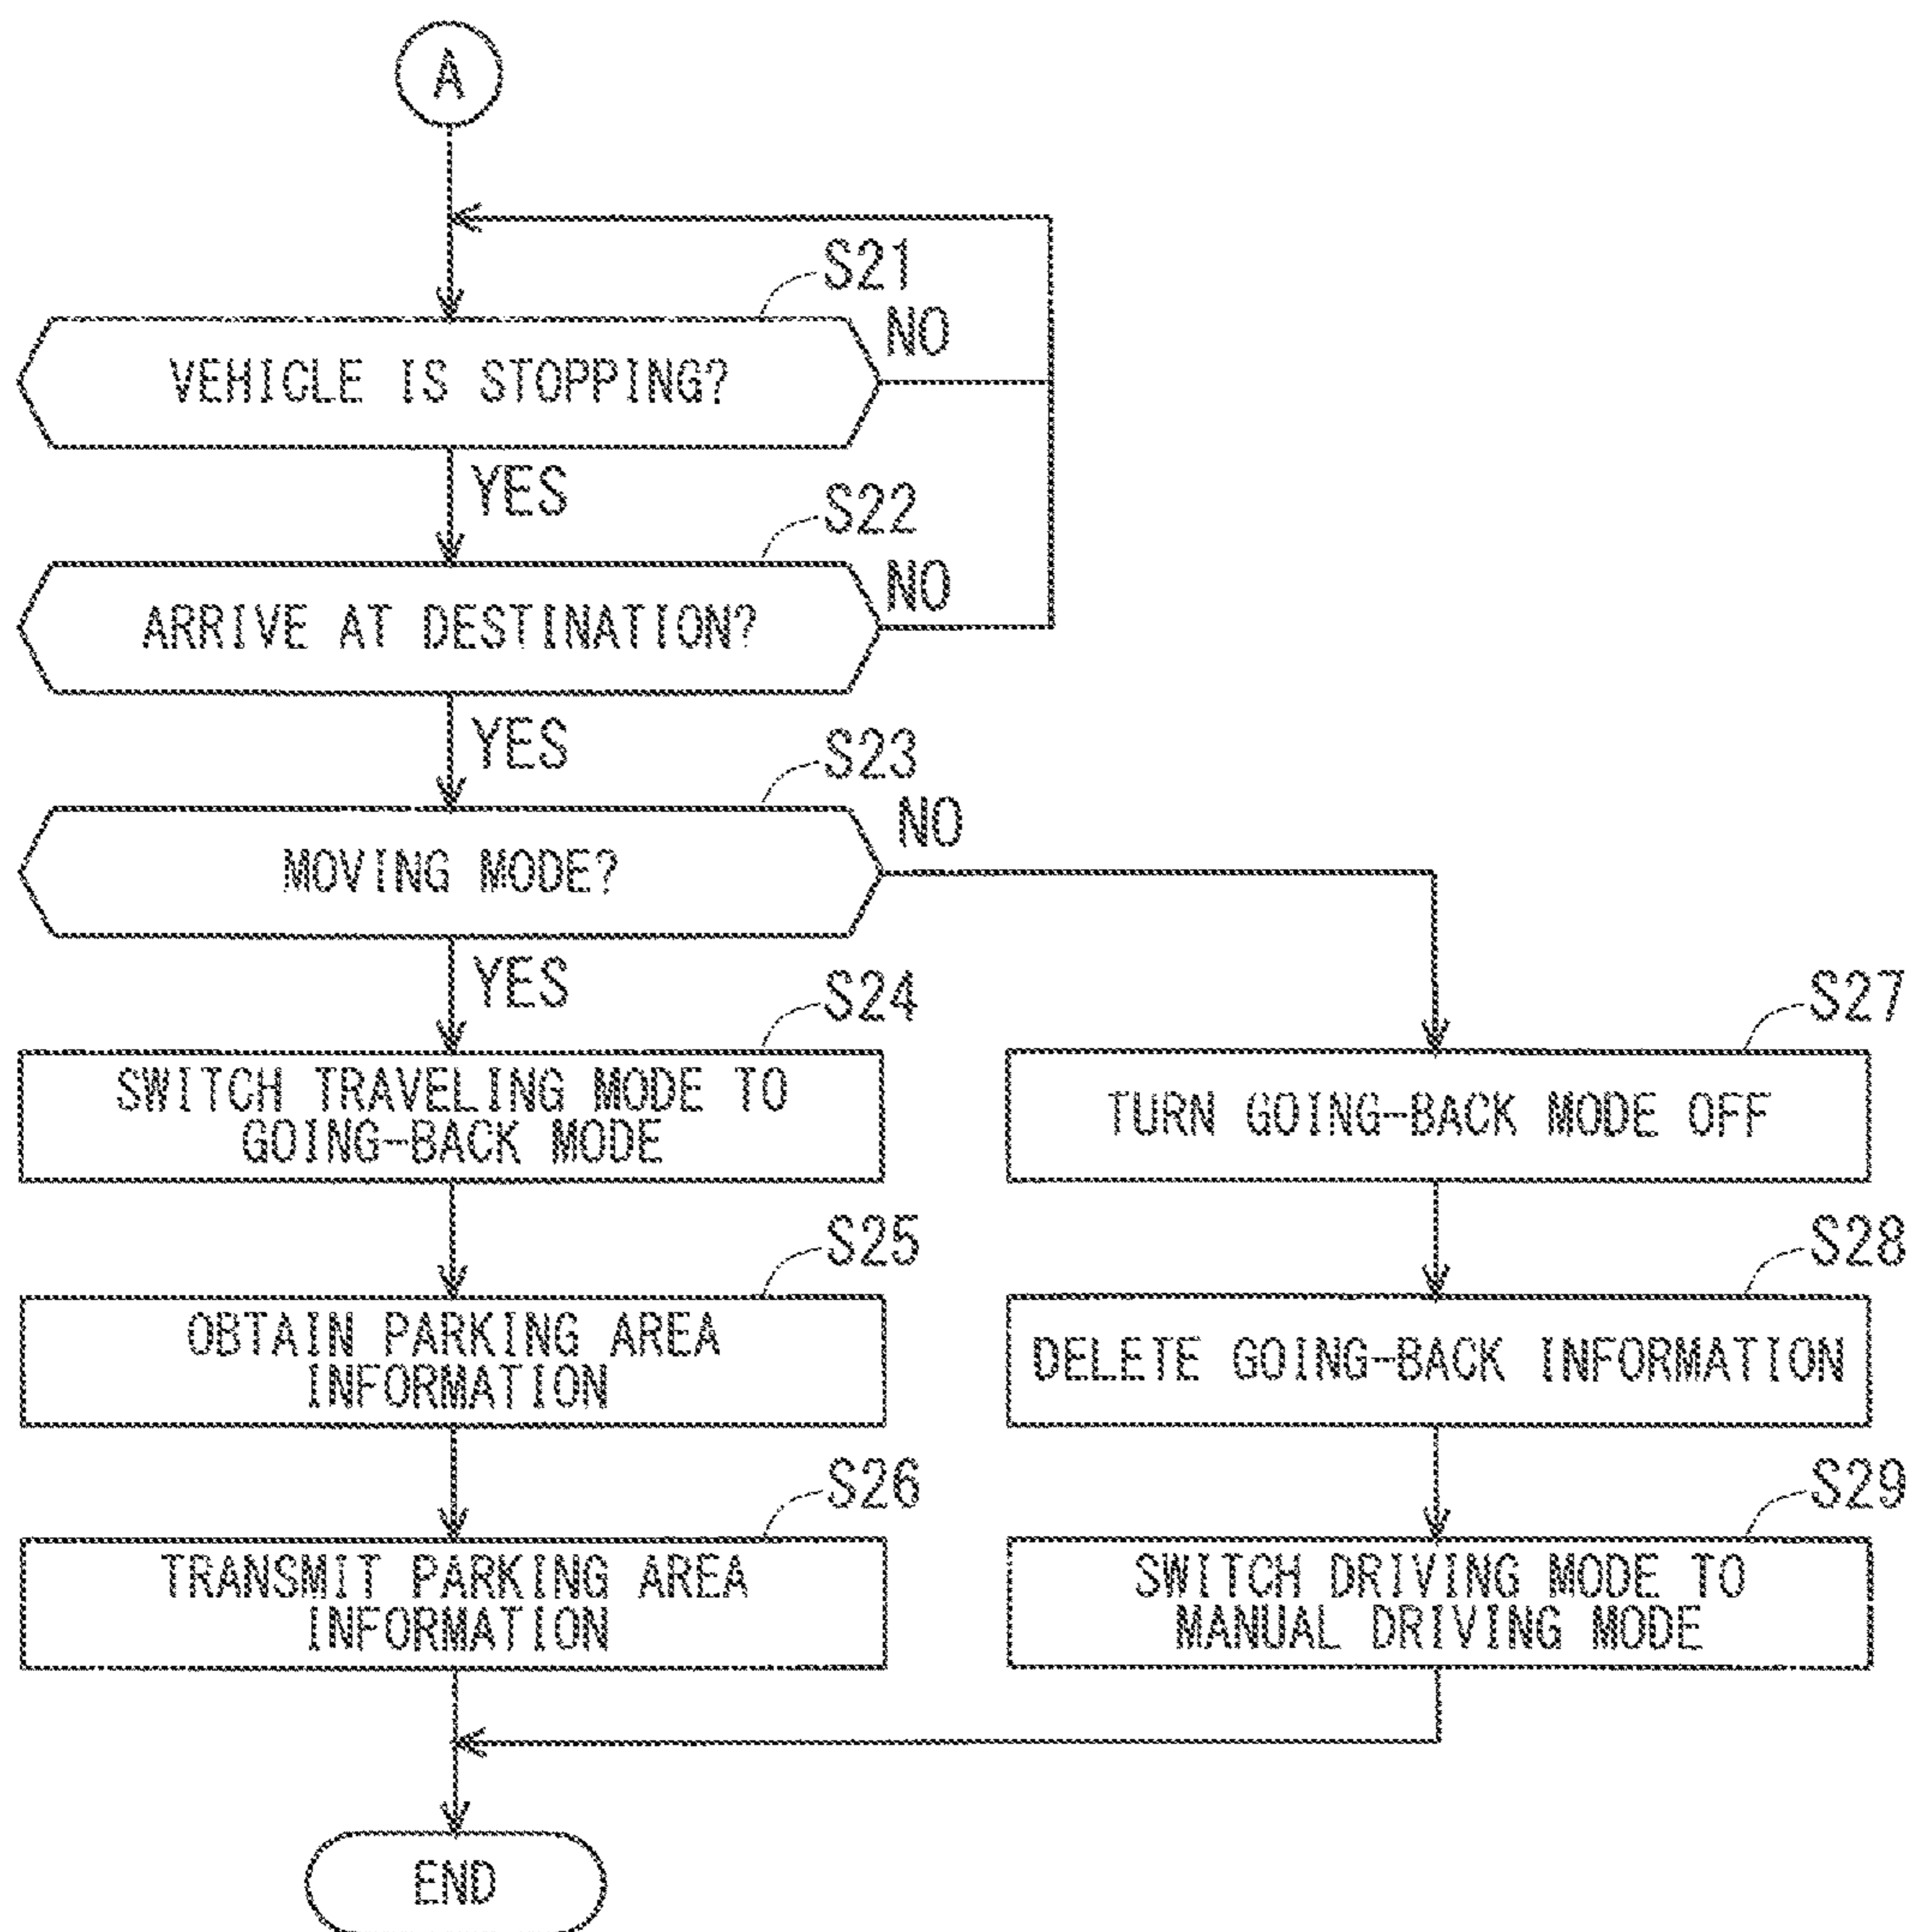 A
S21
NO
VEHICLE IS STOPPING?
YES
S22
NO
ARRIVE AT DESTINATION?
YES
S23
NO
MOVING MODE?
YES
S24
SWITCH TRAVELING MODE TO
GOING-BACK MODE
S27
TURN GOING-BACK MODE OFF
S25
OBTAIN PARKING AREA
INFORMATION
S28
DELETE GOING-BACK INFORMATION
S26
TRANSMIT PARKING AREA
INFORMATION
S29
SWITCH DRIVING MODE TO
MANUAL DRIVING MODE
END